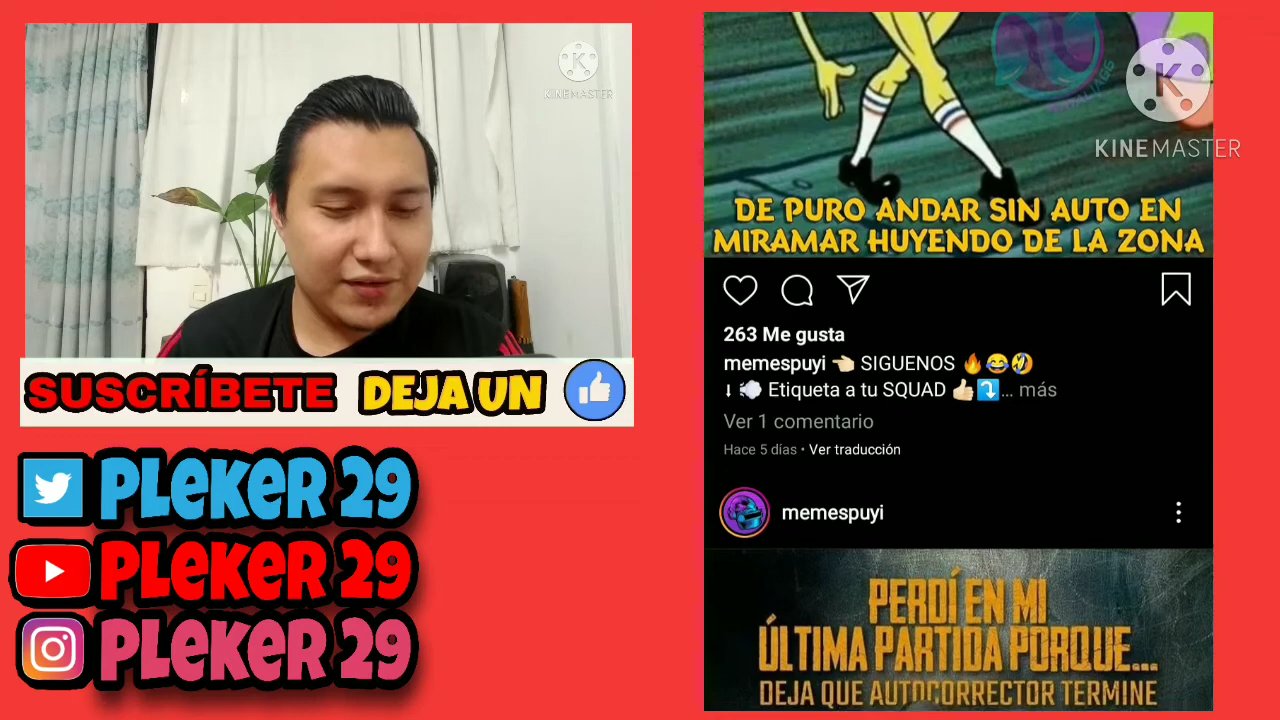 KINEMASTER
SUSCRÍBETE DEJA UN
PLEKER 29
PLEKER 29
PLEKER 29
KINEMASTER
DE PURO ANDAR SIN AUTO EN
MIRAMAR HUYENDO DE LA ZONA
263 Me gusta
memespuyi 👈🏻 SIGUENOS 🔥😂🤣
↓ 💨 Etiqueta a tu SQUAD 👍🏻⤵️... más
Ver 1 comentario
Hace 5 días • Ver traducción
memespuyi
PERDÍ EN MI
ÚLTIMA PARTIDA PORQUE...
DEJA QUE AUTOCORRECTOR TERMINE